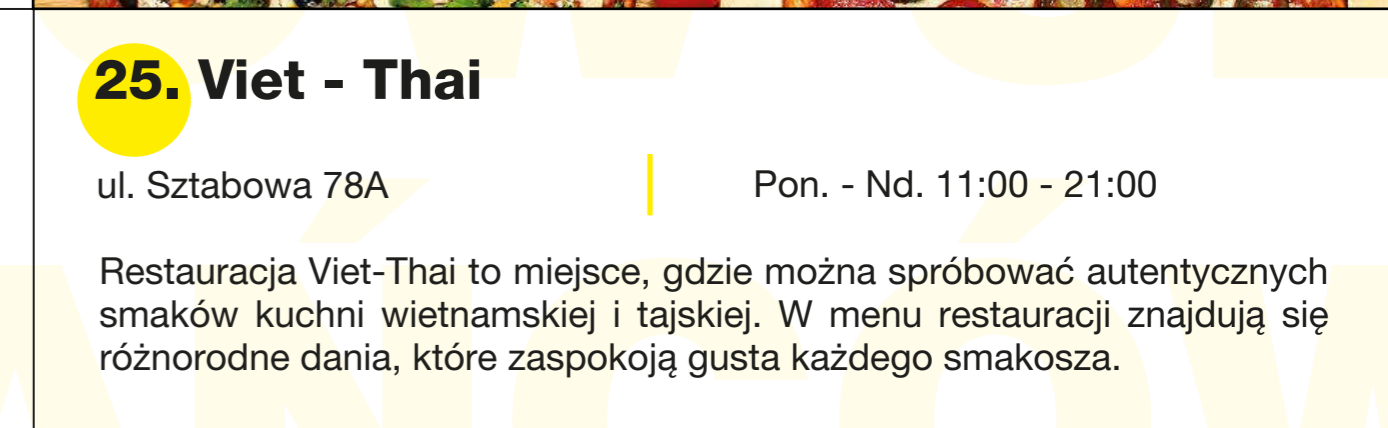 25. Viet - Thai
ul. Sztabowa 78A
Pon. - Nd. 11:00 - 21:00
Restauracja Viet-Thai to miejsce, gdzie można spróbować autentycznych
smaków kuchni wietnamskiej i tajskiej. W menu restauracji znajdują się
różnorodne dania, które zaspokoją gusta każdego smakosza.